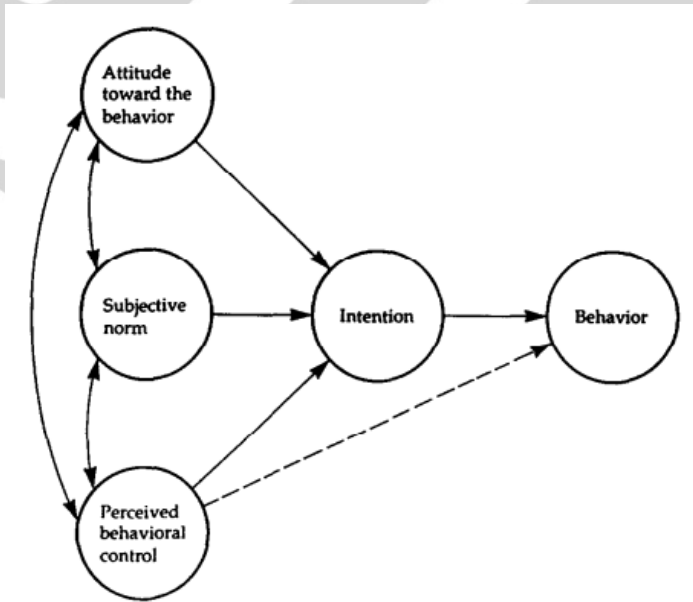 Attitude
toward the
behavior
Subjective
norm
Intention
Behavior
Perceived
behavioral
control